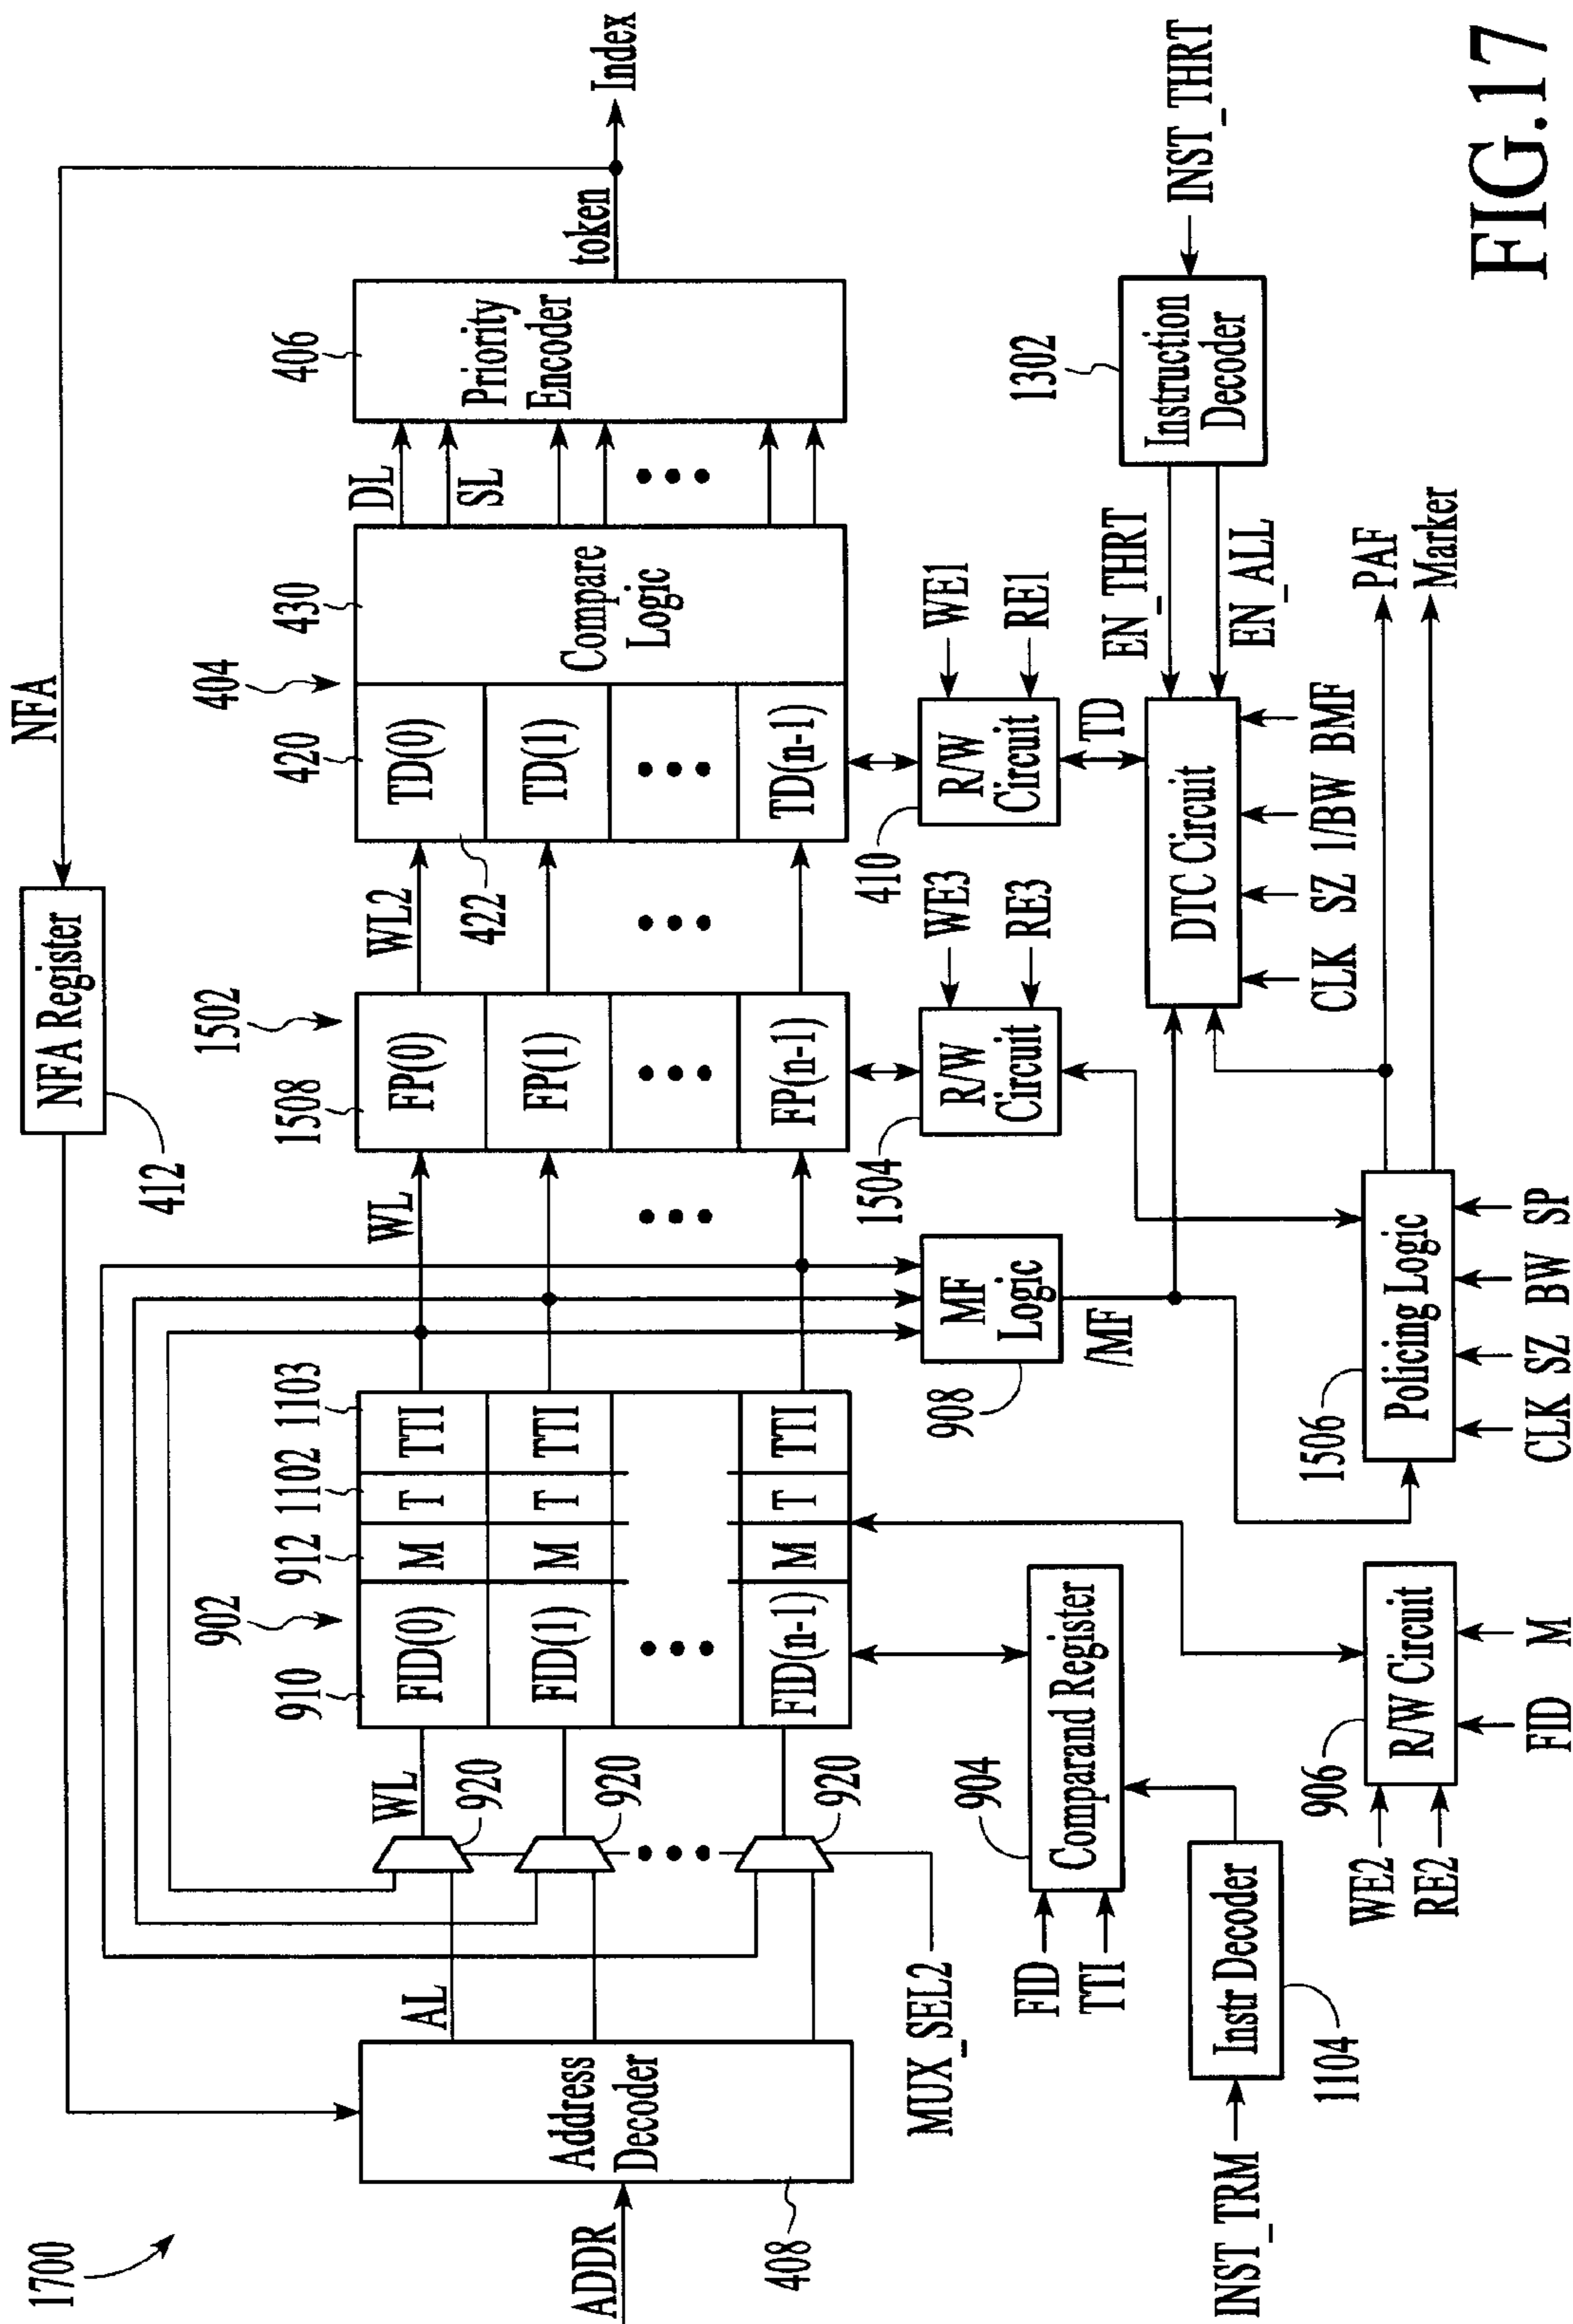 1700
ADDR
Address
Decoder
408
NFA Register
412
NFA
AL
WL
920
920
920
MUX_SEL2
910
902
912
1102
1103
FID(0)
M
T
TTI
FID(1)
M
T
TTI
FID(n-1)
M
T
TTI
WL
1508
1502
FP(0)
FP(1)
FP(n-1)
WL2
422
420
404
430
TD(0)
TD(1)
TD(n-1)
Compare
Logic
DL
SL
406
Priority
Encoder
token
Index
FID
TTI
904
Comparand Register
INST_TRM
Instr Decoder
1104
WE2
RE2
906
R/W Circuit
FID
M
MF
Logic
908
/MF
1504
R/W
Circuit
WE3
RE3
410
R/W
Circuit
WE1
RE1
TD
DTC Circuit
CLK
SZ
1/BW
BMF
EN_THRT
EN_ALL
1302
Instruction
Decoder
INST_THRT
1506
Policing Logic
CLK
SZ
BW
SP
PAF
Marker
FIG.17